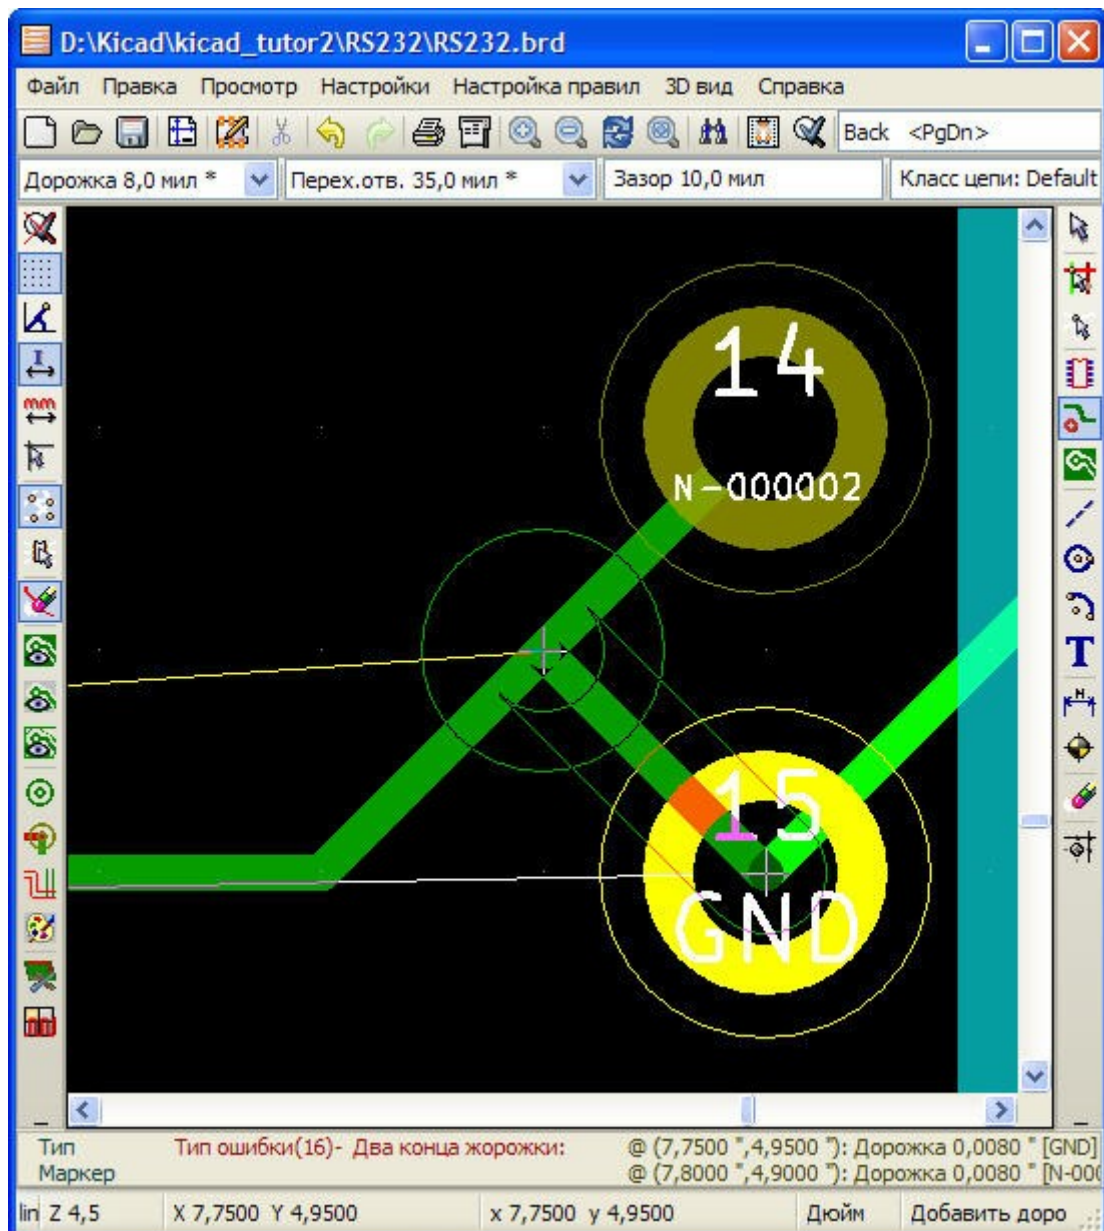 D:\Kicad\kicad_tutor2\RS232\RS232.brd
Файл Правка Просмотр Настройки Настройка правил 3D вид Справка
Back <PgDn>
Дорожка 8,0 мил * Перех.отв. 35,0 мил * Зазор 10,0 мил Класс цепи: Default
I
mm
T
N
14
N-000002
15
GND
Тип Тип ошибки(16)- Два конца жорожки: @ (7,7500 ",4,9500 "): Дорожка 0,0080 " [GND]
Маркер @ (7,8000 ",4,9000 "): Дорожка 0,0080 " [N-000
lin Z 4,5 X 7,7500 Y 4,9500 x 7,7500 y 4,9500 Дюйм Добавить доро